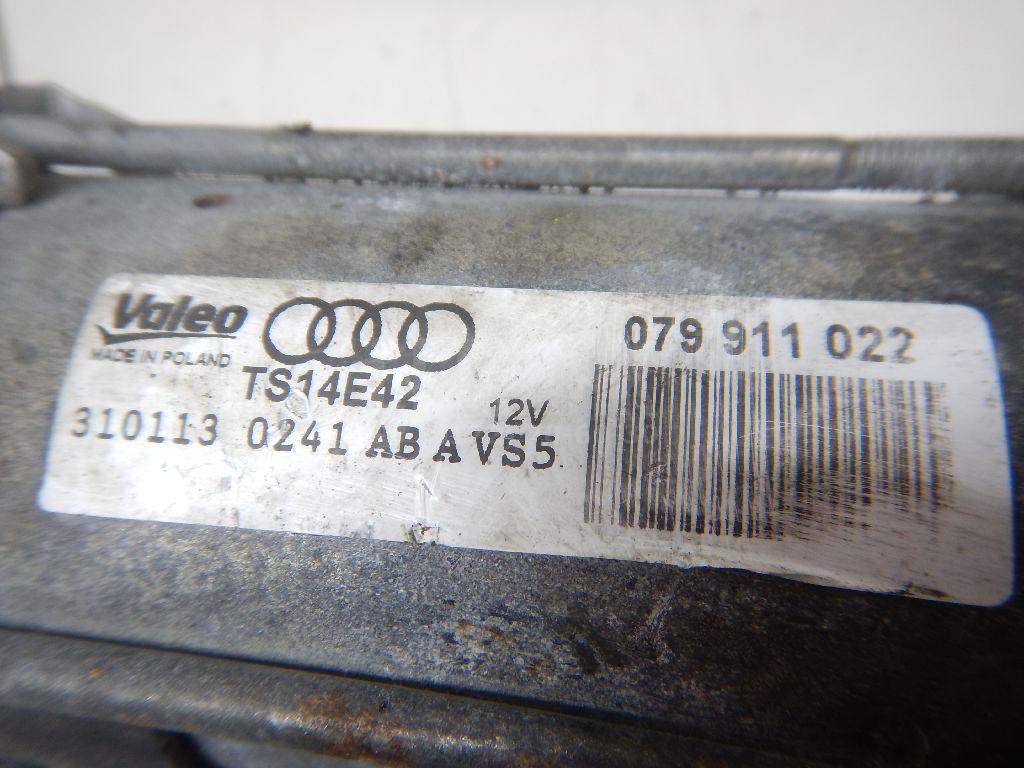 Valeo
MADE IN POLAND
TS14E42
12V
310113 0241 AB A VS5
079 911 022